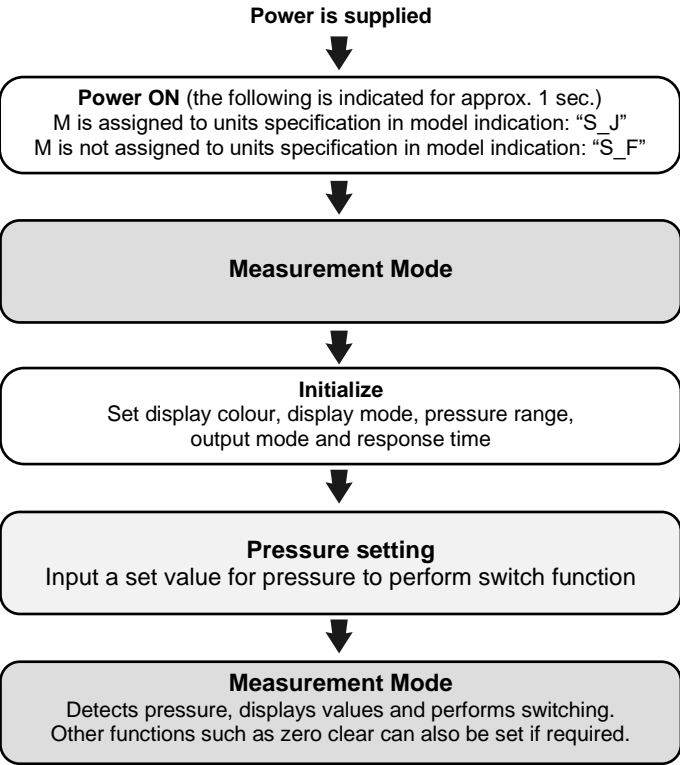 Power is supplied
Power ON (the following is indicated for approx. 1 sec.)
M is assigned to units specification in model indication: “S_J”
M is not assigned to units specification in model indication: “S_F”
Measurement Mode
Initialize
Set display colour, display mode, pressure range,
output mode and response time
Pressure setting
Input a set value for pressure to perform switch function
Measurement Mode
Detects pressure, displays values and performs switching.
Other functions such as zero clear can also be set if required.